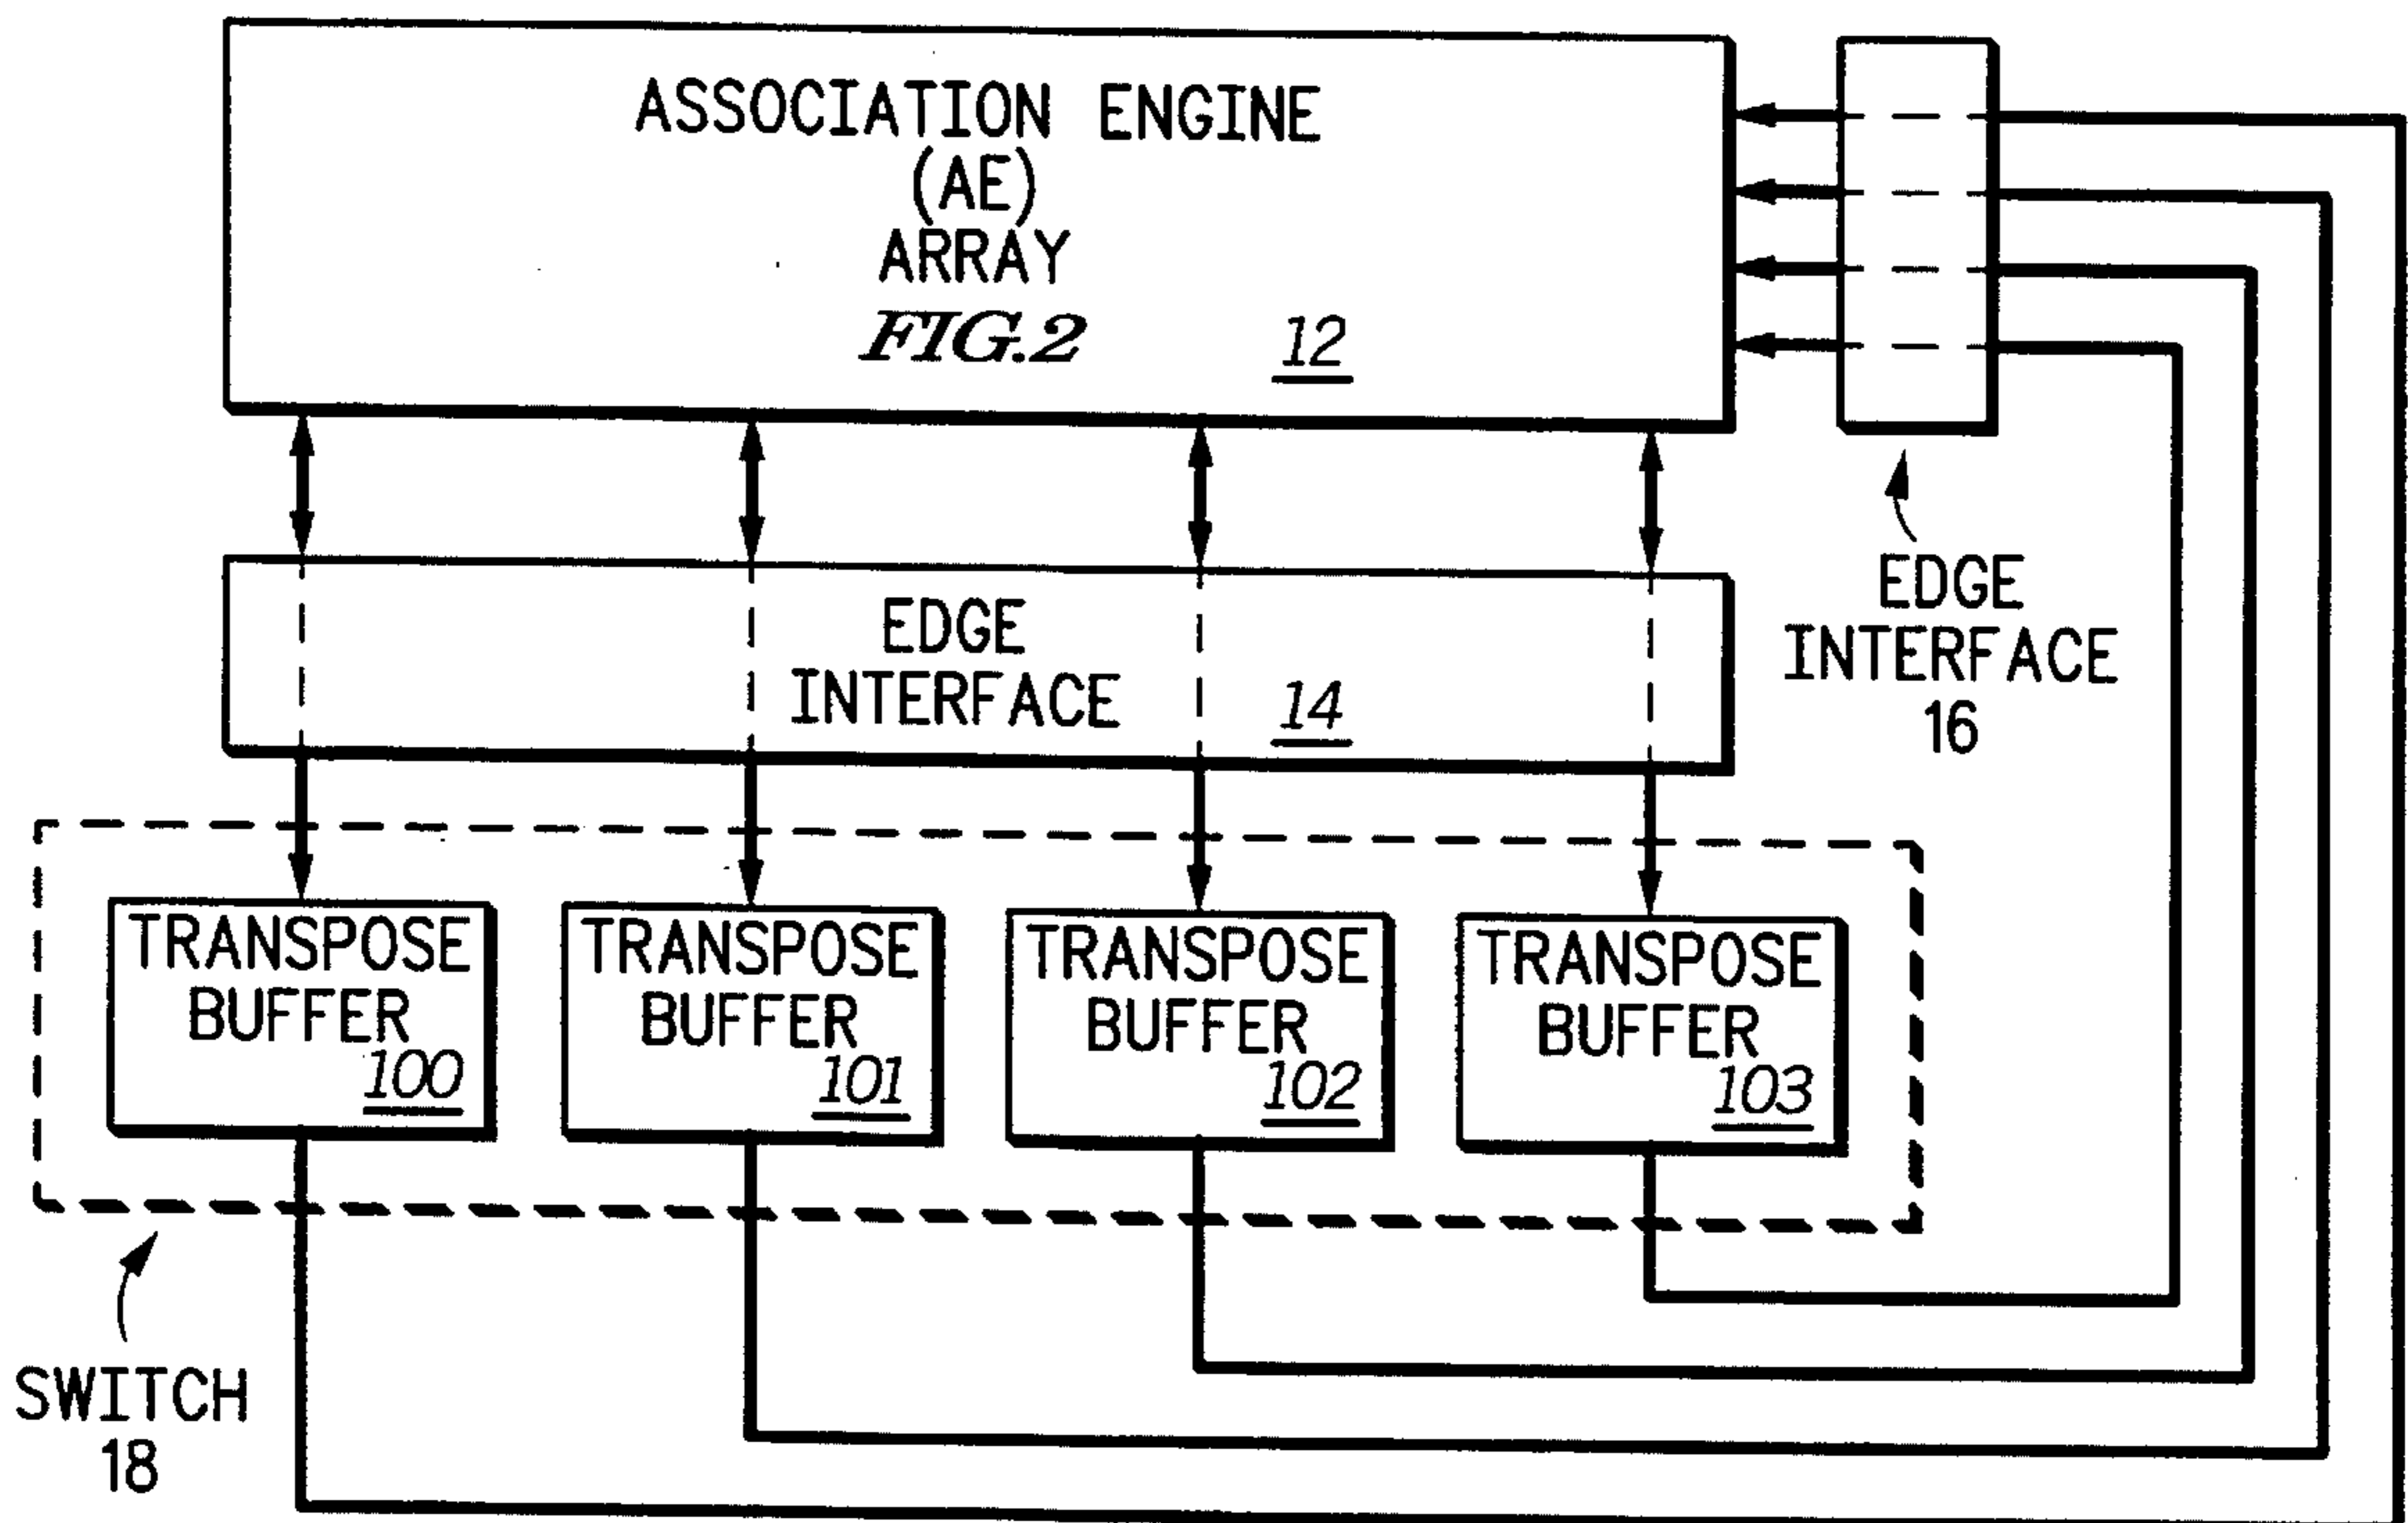 ASSOCIATION ENGINE
(AE)
ARRAY
FIG.2
12
EDGE
INTERFACE
16
EDGE
INTERFACE
14
TRANSPOSE
BUFFER
100
TRANSPOSE
BUFFER
101
TRANSPOSE
BUFFER
102
TRANSPOSE
BUFFER
103
SWITCH
18